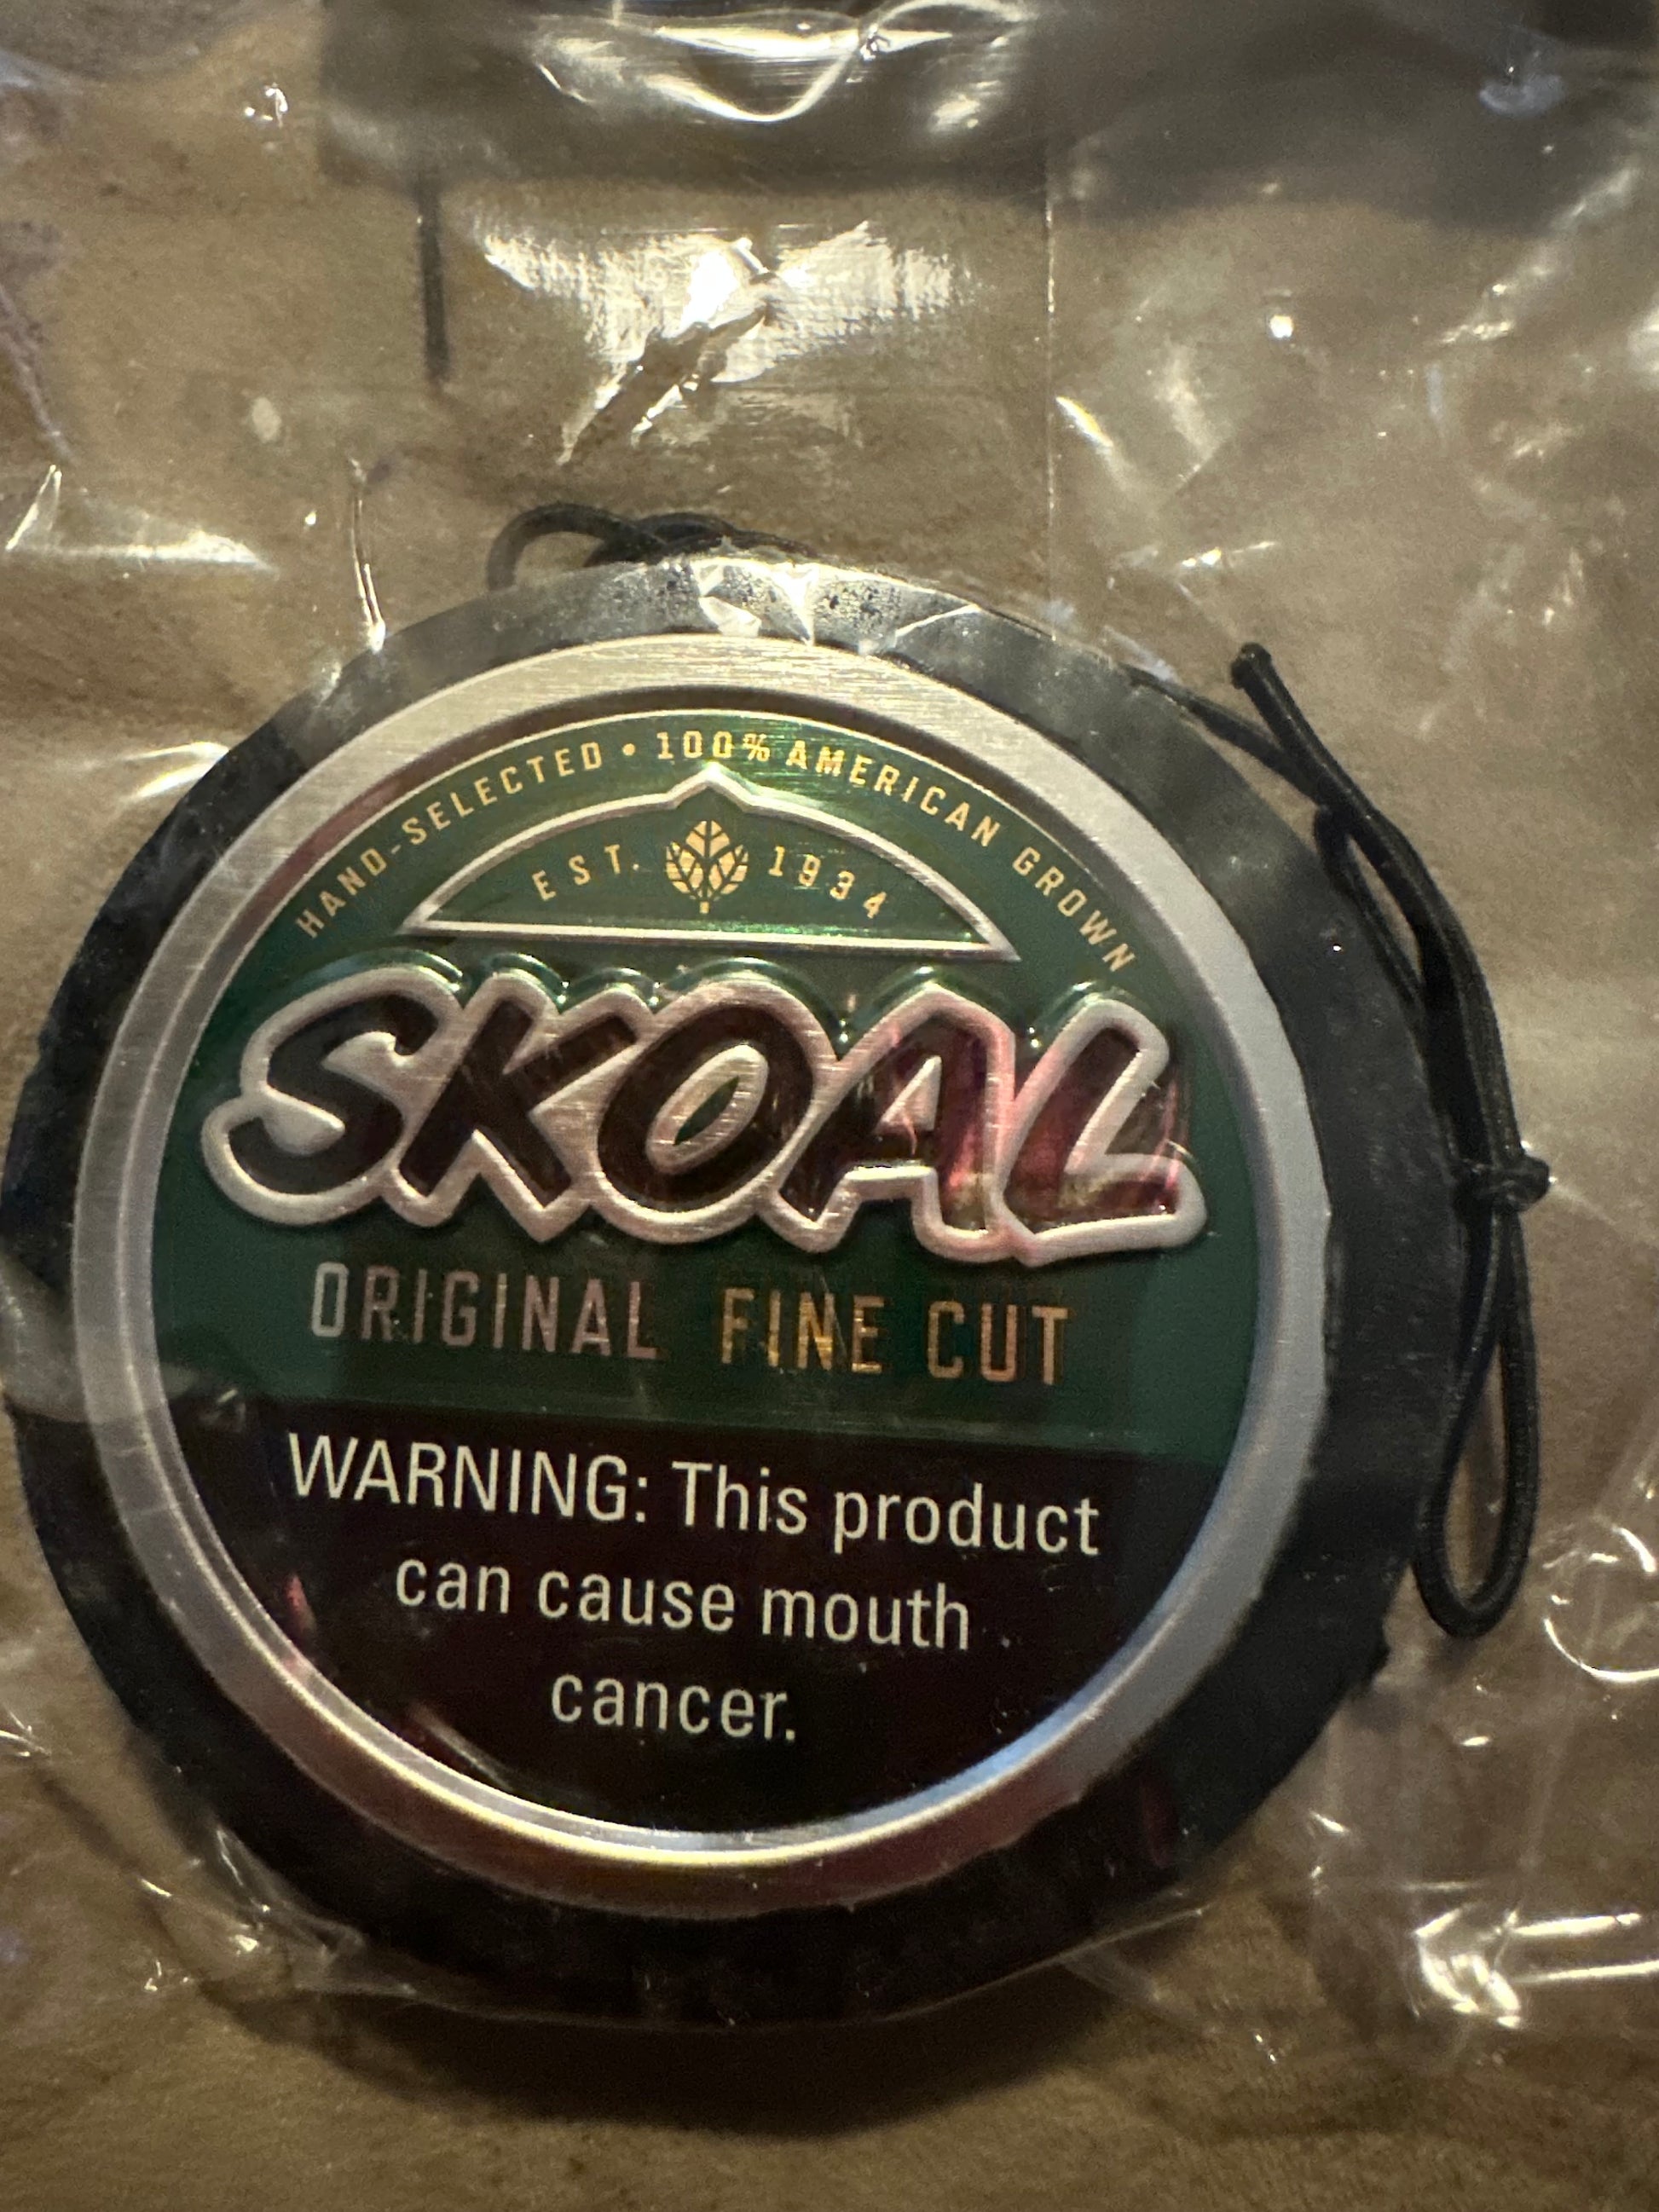 HAND-SELECTED • 100% AMERICAN GROWN
EST. 1934
SKOAL
ORIGINAL FINE CUT
WARNING: This product
can cause mouth
cancer.